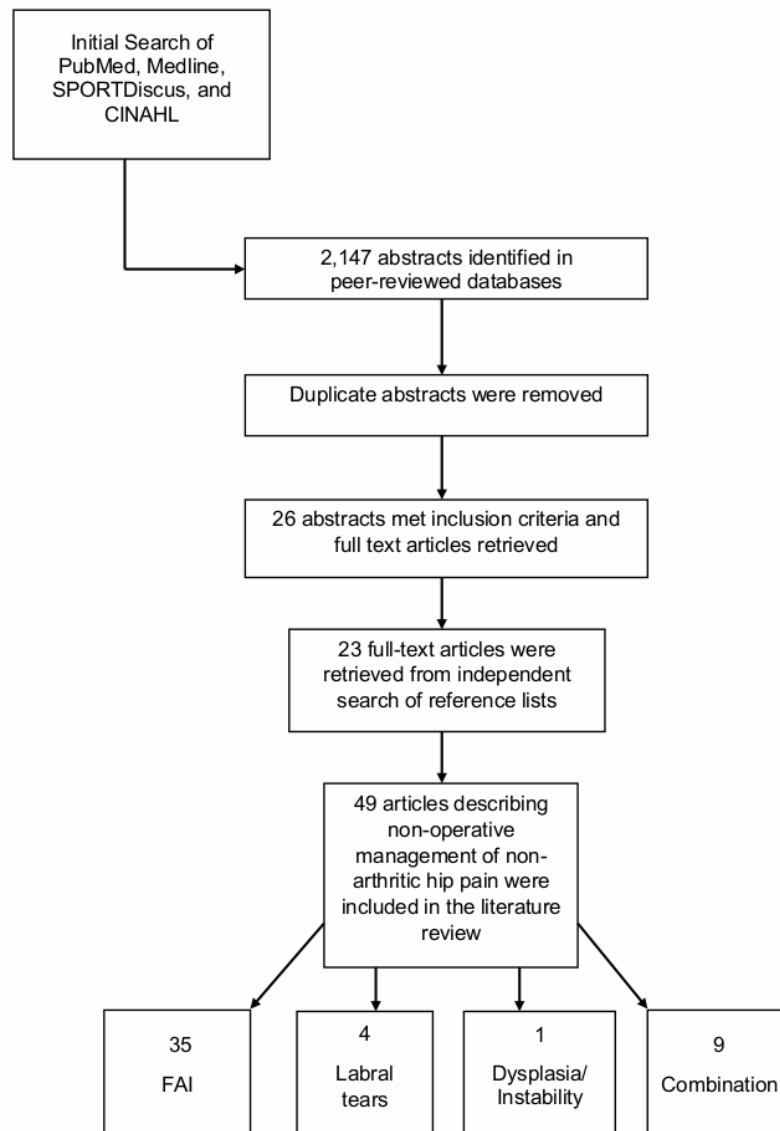 Initial Search of
PubMed, Medline,
SPORTDiscus, and
CINAHL
2,147 abstracts identified in
peer-reviewed databases
Duplicate abstracts were removed
26 abstracts met inclusion criteria and
full text articles retrieved
23 full-text articles were
retrieved from independent
search of reference lists
49 articles describing
non-operative
management of non-
arthritic hip pain were
included in the literature
review
35
FAI
4
Labral
tears
1
Dysplasia/
Instability
9
Combination